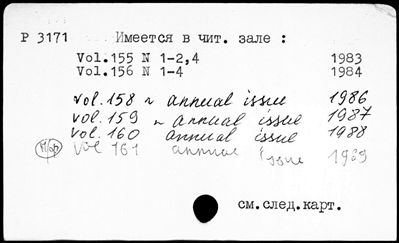 P 3171 Имеется в чит. зале :
Vol.155 N 1-2,4 1983
Vol.156 N 1-4 1984
vol. 158 ~ annual issue 1986
vol. 159 ~ annual issue 1987
vol. 160 annual issue 1988
vol 161 annual issue 1989
см.след.карт.